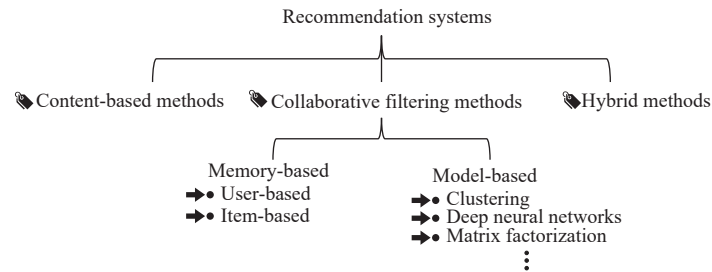 Recommendation systems
Content-based methods
Collaborative filtering methods
Hybrid methods
Memory-based
User-based
Item-based
Model-based
Clustering
Deep neural networks
Matrix factorization